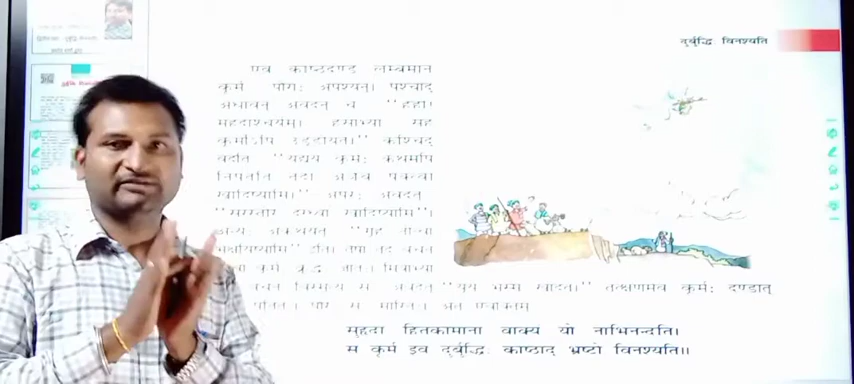 दुर्बुद्धिः विनश्यति
एवं काष्ठदण्डे लम्बमानं
कूर्मं पौराः अपश्यन्। पश्चाद्
अधावन् अवदन् च "हंहो!
महदाश्चर्यम्। हंसाभ्यां सह
कूर्मोऽपि उड्डीयते।" कश्चिद्
वदति "यद्ययं कूर्मः कथमपि
निपतति तदा अत्रैव पक्त्वा
खादिष्यामि।" अपरः अवदत्
"सरस्तीरे दग्ध्वा खादिष्यामि"।
अन्यः अकथयत् "गृहं नीत्वा
भक्षयिष्यामि" इति। तेषां तद् वचनं
कूर्मः क्रुद्धः जातः। मित्राभ्यां
वचनं विस्मृत्य सः अवदत् "यूयं भस्म खादत"। तत्क्षणमेव कूर्मः दण्डात्
पतितः। पौरैः सः मारितः। अत एवोक्तम्
सुहृदां हितकामानां वाक्यं यो नाभिनन्दति।
स कूर्म इव दुर्बुद्धिः काष्ठाद् भ्रष्टो विनश्यति॥